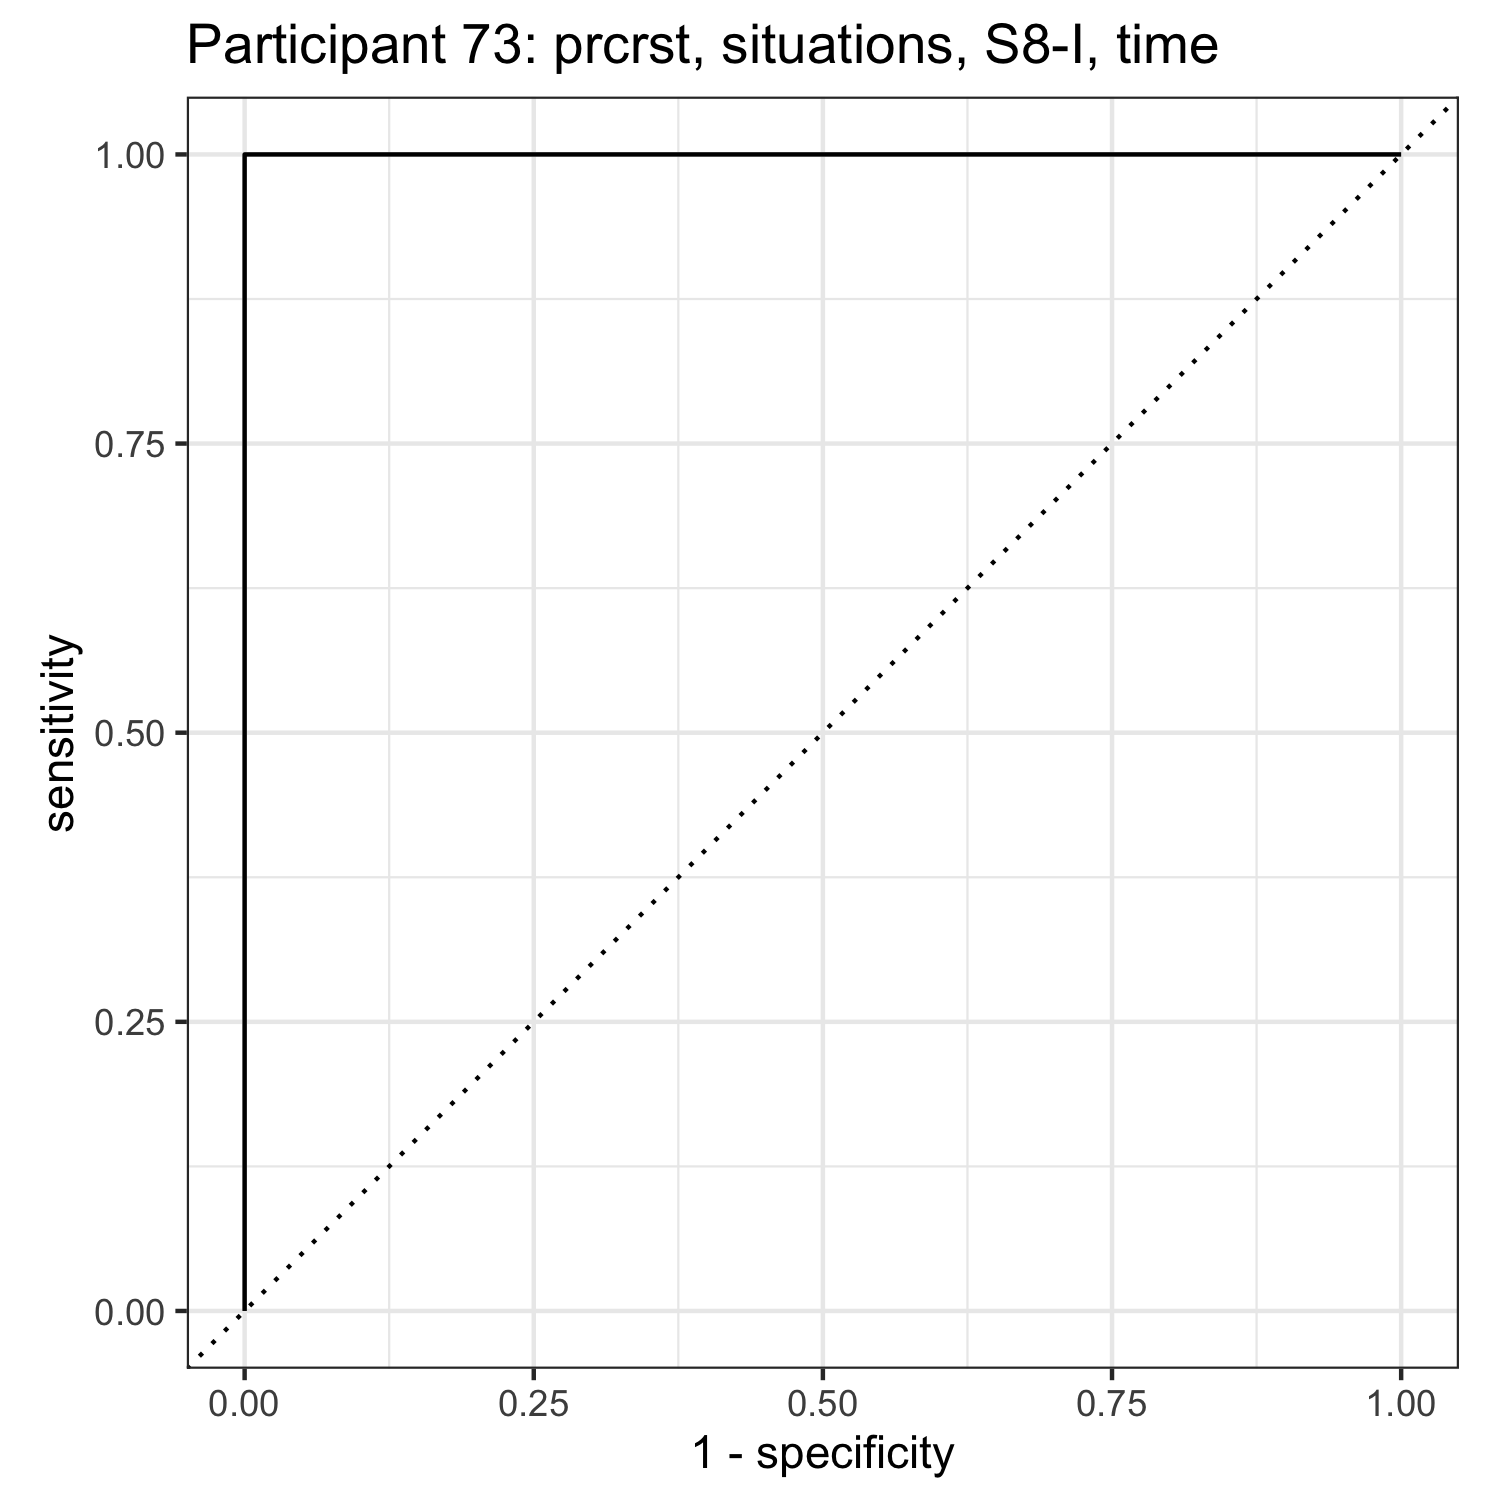 Participant 73: prcrst, situations, S8-I, time
1.00
0.75
0.50
0.25
0.00
sensitivity
0.00 0.25 0.50 0.75 1.00
1 - specificity